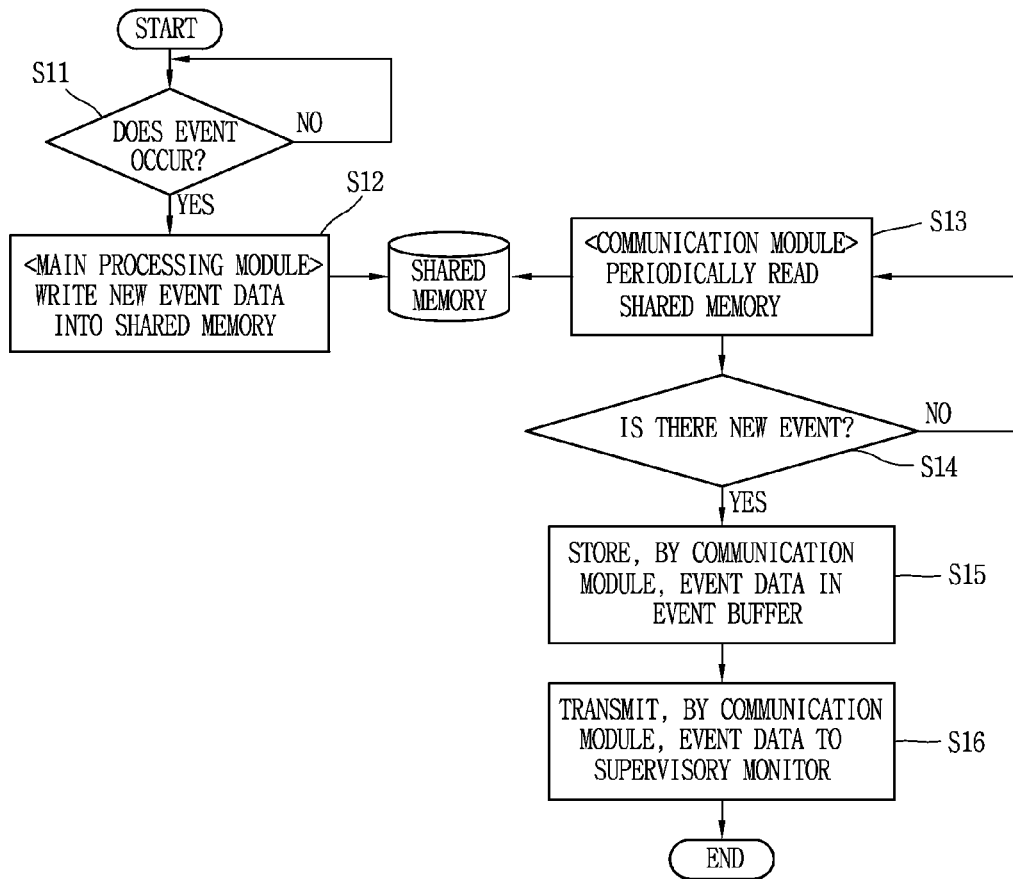 START
S11
DOES EVENT
OCCUR?
NO
YES
S12
<MAIN PROCESSING MODULE>
WRITE NEW EVENT DATA
INTO SHARED MEMORY
SHARED
MEMORY
S13
<COMMUNICATION MODULE>
PERIODICALLY READ
SHARED MEMORY
IS THERE NEW EVENT?
NO
S14
YES
STORE, BY COMMUNICATION
MODULE, EVENT DATA IN
EVENT BUFFER
S15
TRANSMIT, BY COMMUNICATION
MODULE, EVENT DATA TO
SUPERVISORY MONITOR
S16
END